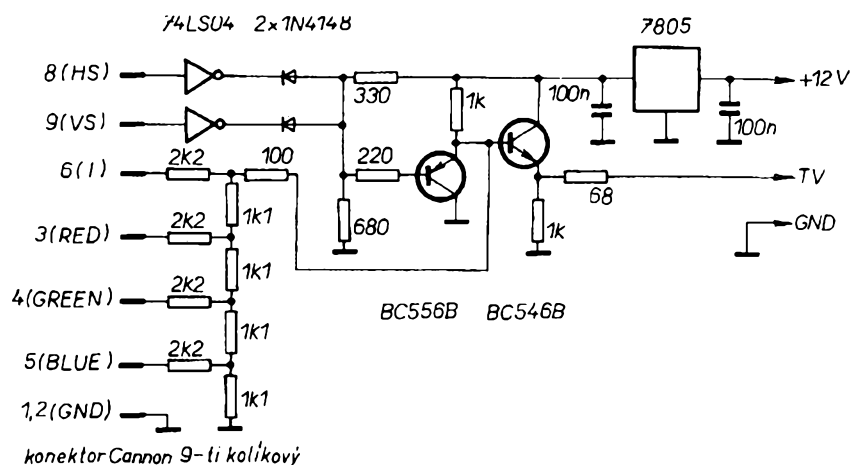 74LS04 2x1N4148
7805
8(HS)
330
1k
100n
+12V
9(VS)
100n
6(I)
2k2
100
220
68
TV
1k1
680
1k
GND
3(RED)
2k2
1k1
4(GREEN)
2k2
BC556B
BC546B
1k1
5(BLUE)
2k2
1k1
1,2(GND)
konektor Cannon 9-ti kolíkový